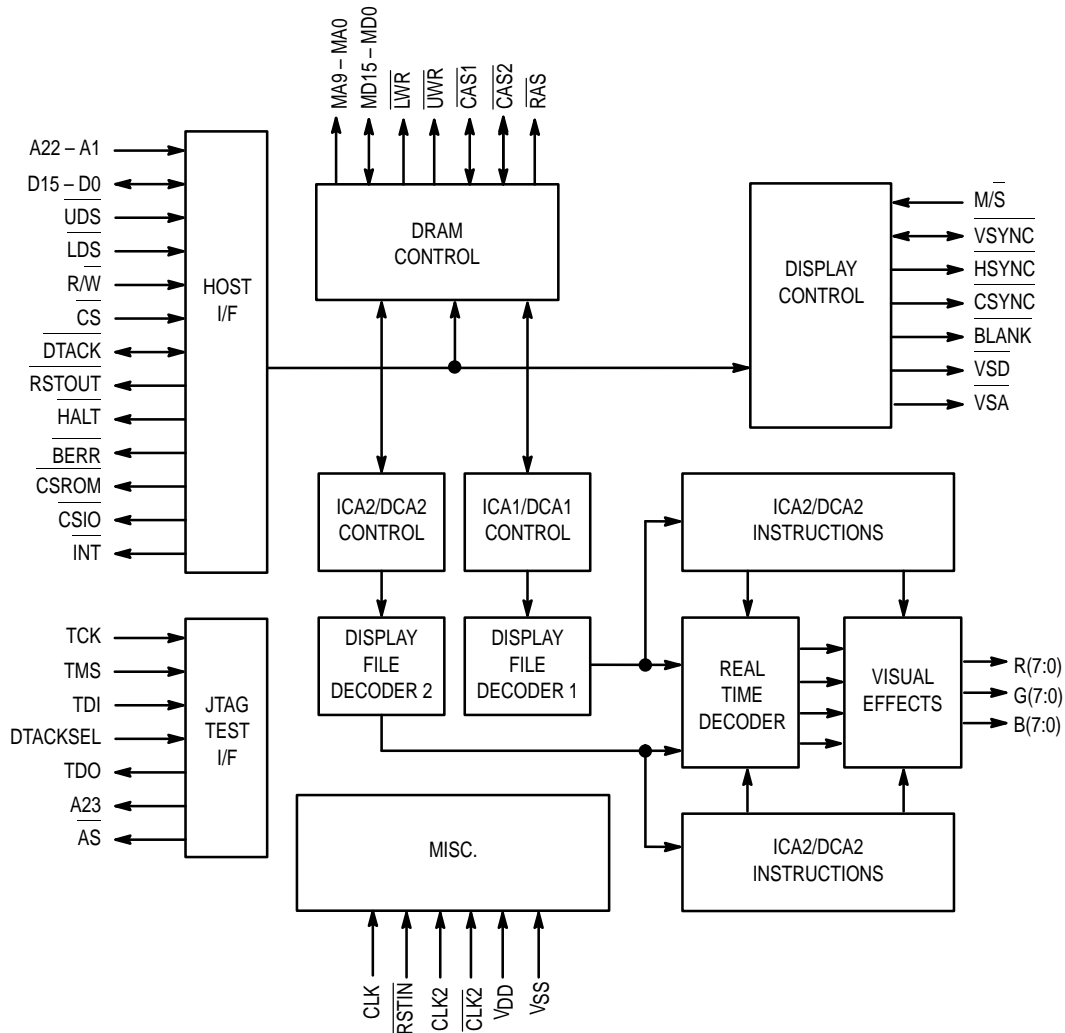 MA9 – MA0
MD15 – MD0
LWR
UWR
CAS1
CAS2
RAS
A22 – A1
D15 – D0
UDS
LDS
R/W
CS
DTACK
RSTOUT
HALT
BERR
CSROM
CSIO
INT
HOST
I/F
DRAM
CONTROL
DISPLAY
CONTROL
M/S
VSYNC
HSYNC
CSYNC
BLANK
VSD
VSA
ICA2/DCA2
CONTROL
ICA1/DCA1
CONTROL
ICA2/DCA2
INSTRUCTIONS
TCK
TMS
TDI
DTACKSEL
TDO
A23
AS
JTAG
TEST
I/F
DISPLAY
FILE
DECODER 2
DISPLAY
FILE
DECODER 1
REAL
TIME
DECODER
VISUAL
EFFECTS
R(7:0)
G(7:0)
B(7:0)
MISC.
ICA2/DCA2
INSTRUCTIONS
CLK
RSTIN
CLK2
CLK2
VDD
VSS